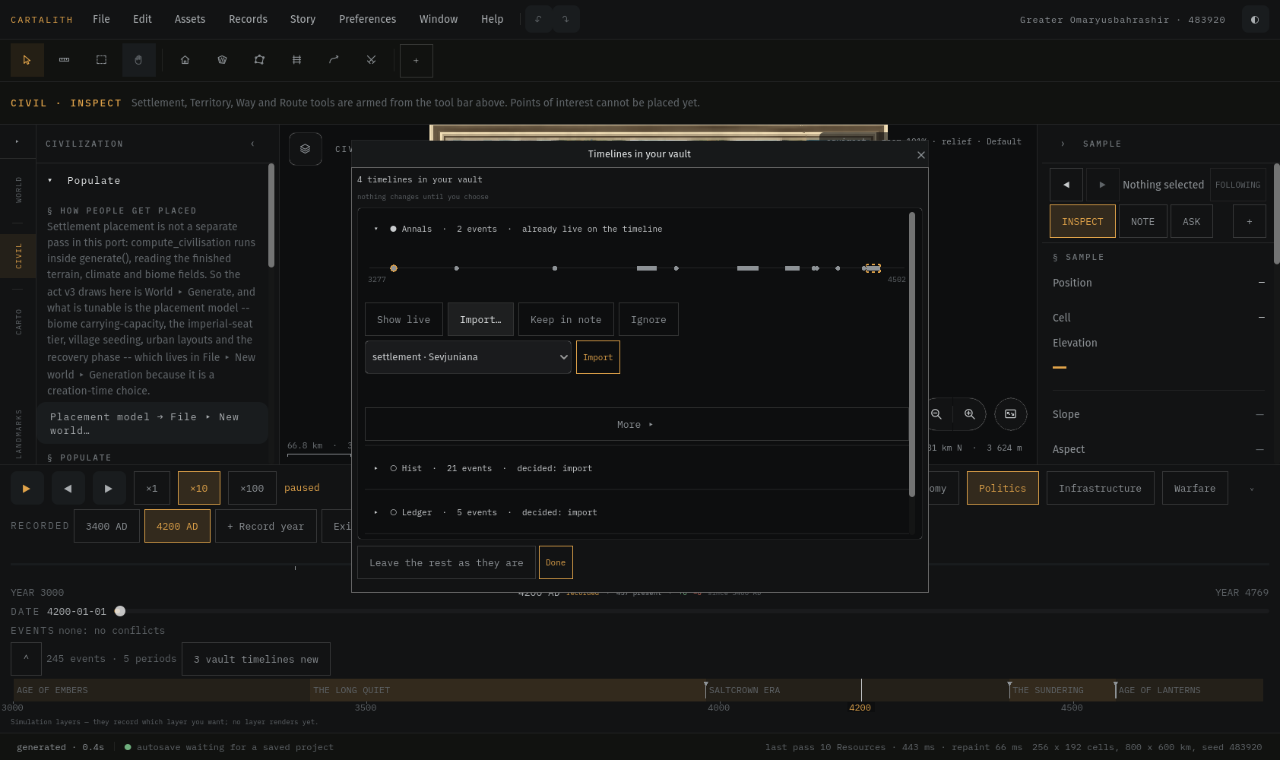 CARTALITH File Edit Assets Records Story Preferences Window Help Greater Omaryusbahrashir · 483920
+
CIVIL · INSPECT Settlement, Territory, Way and Route tools are armed from the tool bar above. Points of interest cannot be placed yet.
CIVILIZATION
WORLD
CIVIL
CARTO
LANDMARKS
Populate
§ HOW PEOPLE GET PLACED
Settlement placement is not a separate
pass in this port: compute_civilisation runs
inside generate(), reading the finished
terrain, climate and biome fields. So the
act v3 draws here is World ▸ Generate, and
what is tunable is the placement model --
biome carrying-capacity, the imperial-seat
tier, village seeding, urban layouts and the
recovery phase -- which lives in File ▸ New
world ▸ Generation because it is a
creation-time choice.
Placement model → File ▸ New
world…
§ POPULATE
· relief · Default
66.8 km ·
km N · 3 624 m
Timelines in your vault
4 timelines in your vault
nothing changes until you choose
Annals · 2 events · already live on the timeline
3277 4502
Show live Import… Keep in note Ignore
settlement · Sevjuniana Import
More ▸
Hist · 21 events · decided: import
Ledger · 5 events · decided: import
Leave the rest as they are Done
SAMPLE
Nothing selected FOLLOWING
INSPECT NOTE ASK +
§ SAMPLE
Position —
Cell —
Elevation
Slope —
Aspect —
×1 ×10 ×100 paused
Politics Infrastructure Warfare
RECORDED 3400 AD 4200 AD + Record year
YEAR 3000 YEAR 4769
DATE 4200-01-01
EVENTS none: no conflicts
^ 245 events · 5 periods 3 vault timelines new
AGE OF EMBERS THE LONG QUIET SALTCROWN ERA THE SUNDERING AGE OF LANTERNS
3000 3500 4000 4200 4500
Simulation layers — they record which layer you want; no layer renders yet.
generated · 0.4s autosave waiting for a saved project last pass 10 Resources · 443 ms · repaint 66 ms 256 x 192 cells, 800 x 600 km, seed 483920